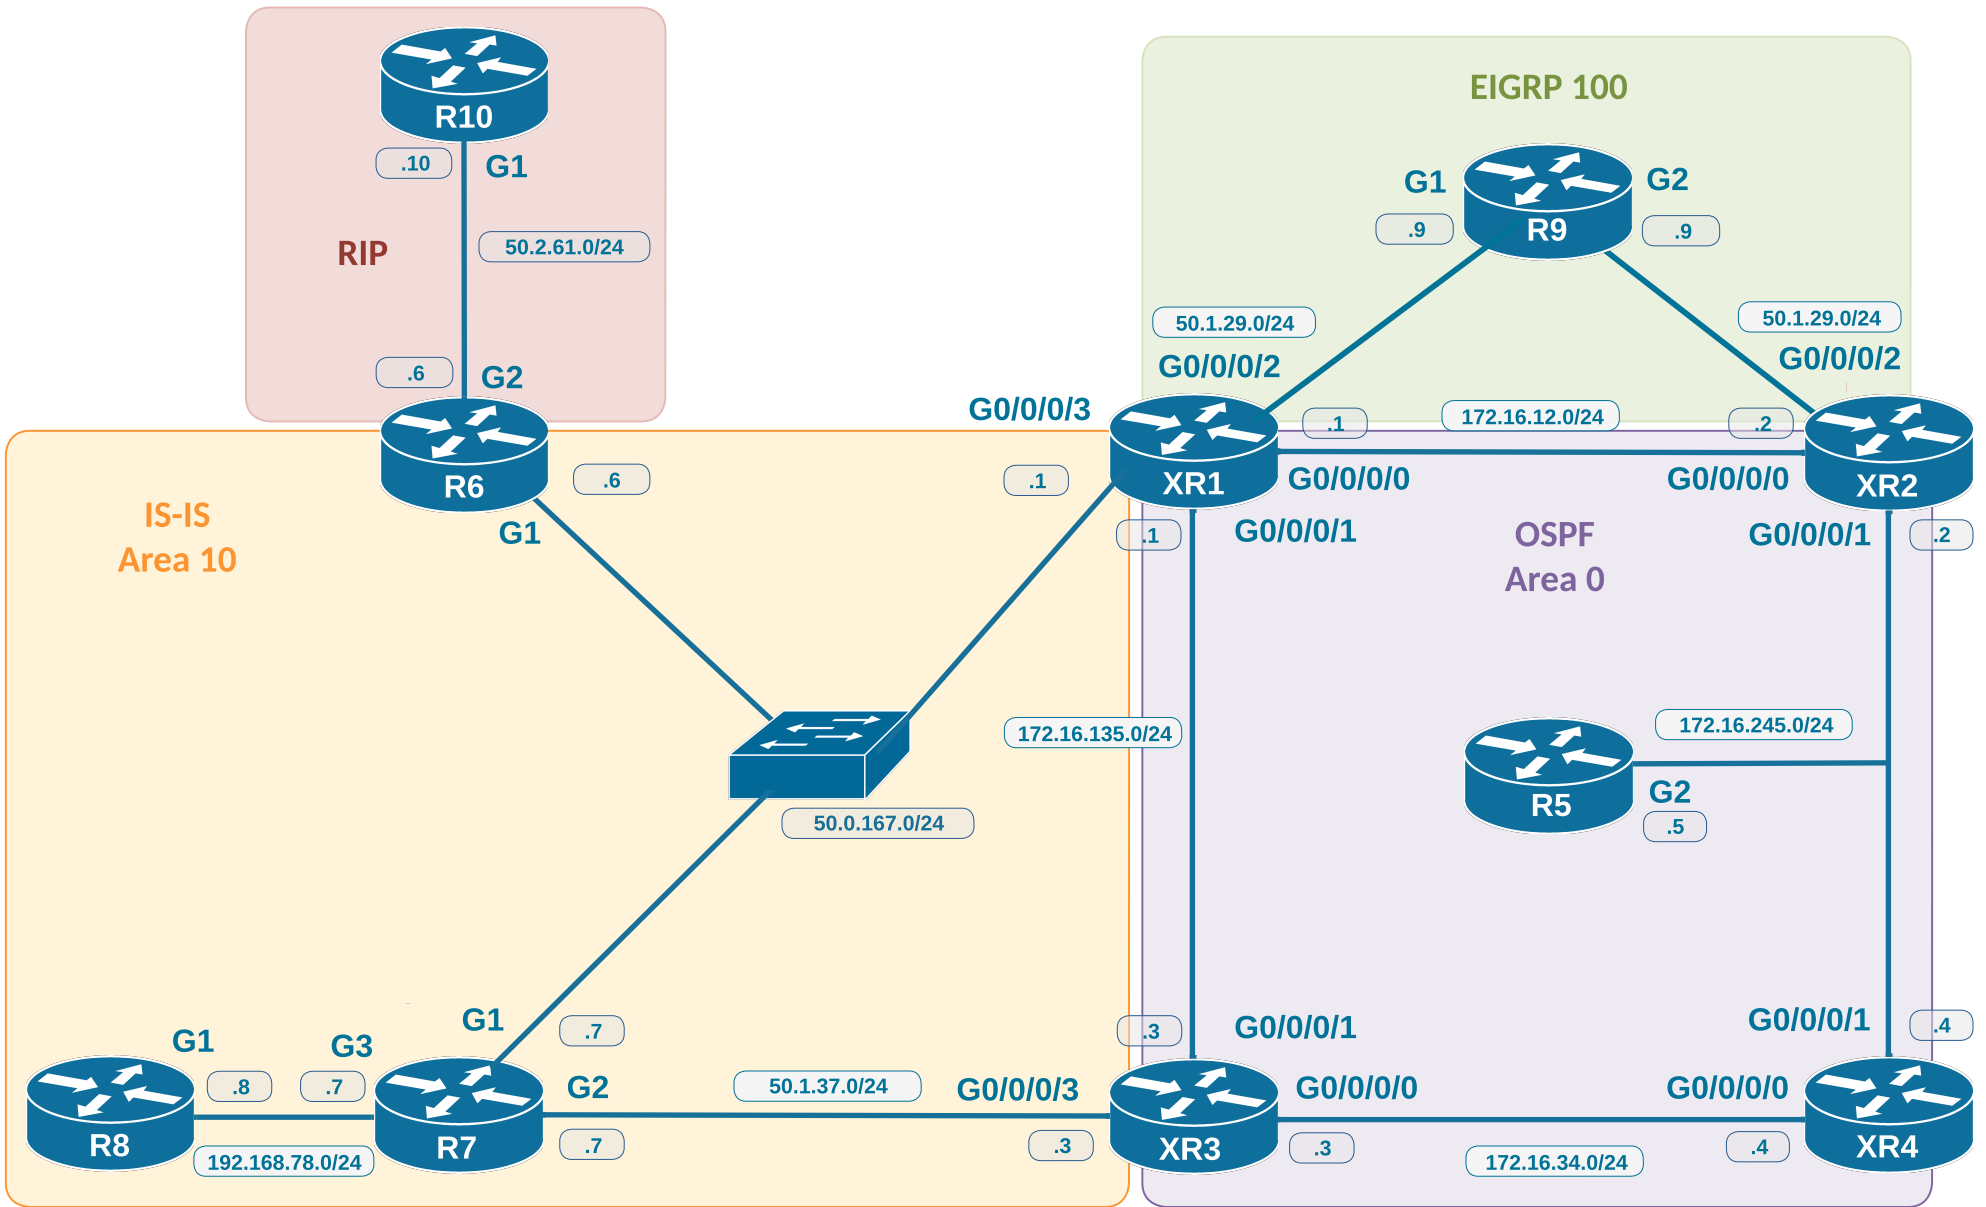 R10
.10
G1
RIP
50.2.61.0/24
.6
G2
R6
.6
G1
IS-IS
Area 10
EIGRP 100
G1
G2
.9
R9
.9
50.1.29.0/24
50.1.29.0/24
G0/0/0/2
G0/0/0/2
G0/0/0/3
.1
172.16.12.0/24
.2
XR1
G0/0/0/0
G0/0/0/0
XR2
.1
.1
G0/0/0/1
OSPF
Area 0
G0/0/0/1
.2
172.16.135.0/24
172.16.245.0/24
R5
G2
.5
50.0.167.0/24
G1
.7
.3
G0/0/0/1
G0/0/0/1
.4
G1
G3
.8
.7
G2
50.1.37.0/24
G0/0/0/3
G0/0/0/0
G0/0/0/0
R8
R7
.7
.3
XR3
.3
.4
XR4
192.168.78.0/24
172.16.34.0/24